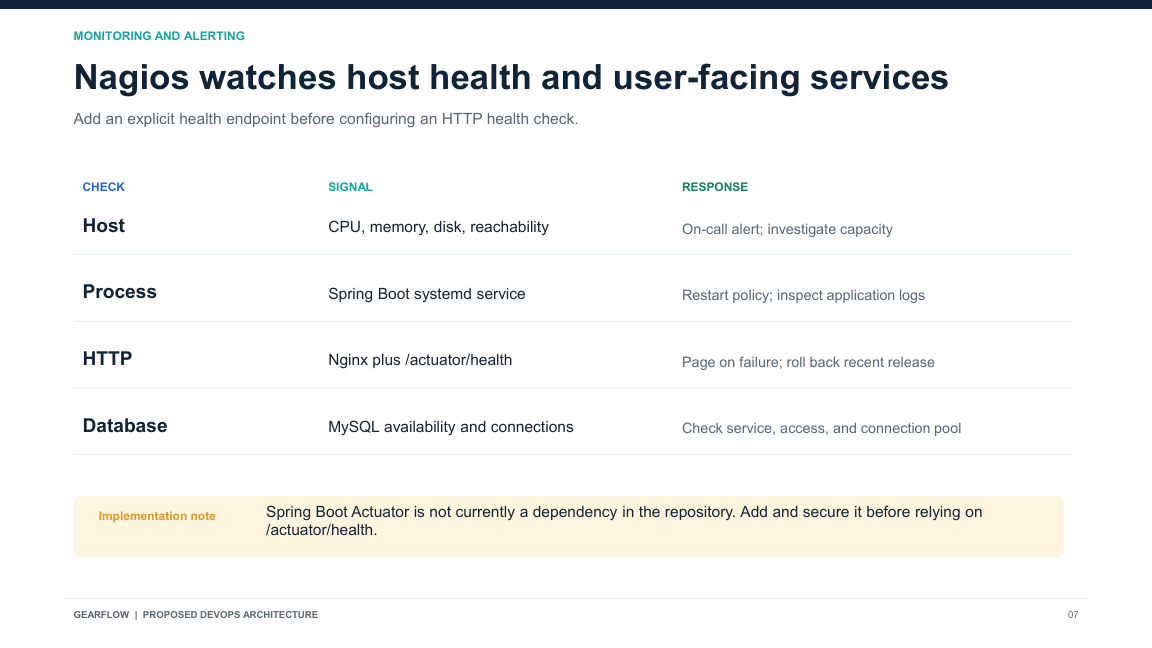 MONITORING AND ALERTING
Nagios watches host health and user-facing services
Add an explicit health endpoint before configuring an HTTP health check.
CHECK SIGNAL RESPONSE
Host CPU, memory, disk, reachability On-call alert; investigate capacity
Process Spring Boot systemd service Restart policy; inspect application logs
HTTP Nginx plus /actuator/health Page on failure; roll back recent release
Database MySQL availability and connections Check service, access, and connection pool
Implementation note Spring Boot Actuator is not currently a dependency in the repository. Add and secure it before relying on
/actuator/health.
GEARFLOW | PROPOSED DEVOPS ARCHITECTURE 07